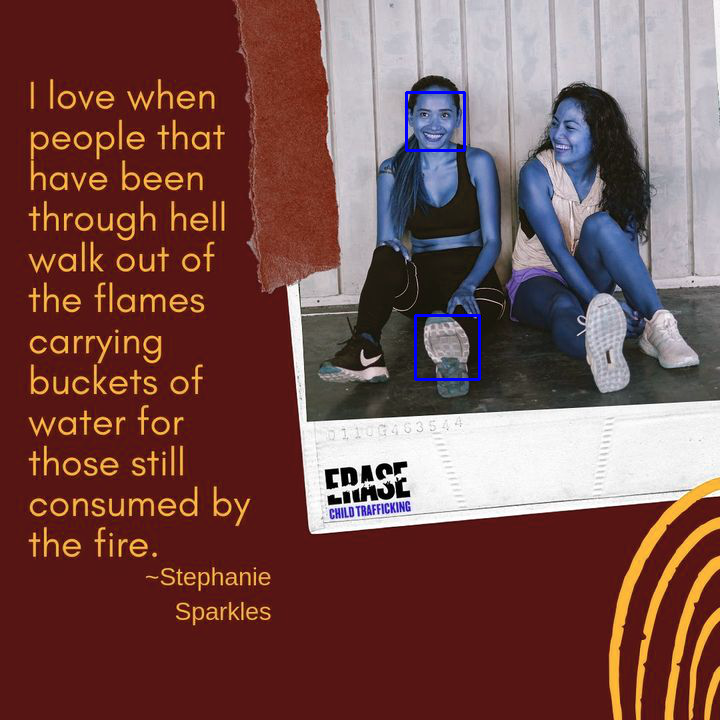 I love when
people that
have been
through hell
walk out of
the flames
carrying
buckets of
water for
those still
consumed by
the fire.
~Stephanie
Sparkles
0110G463544
ERASE
CHILD TRAFFICKING